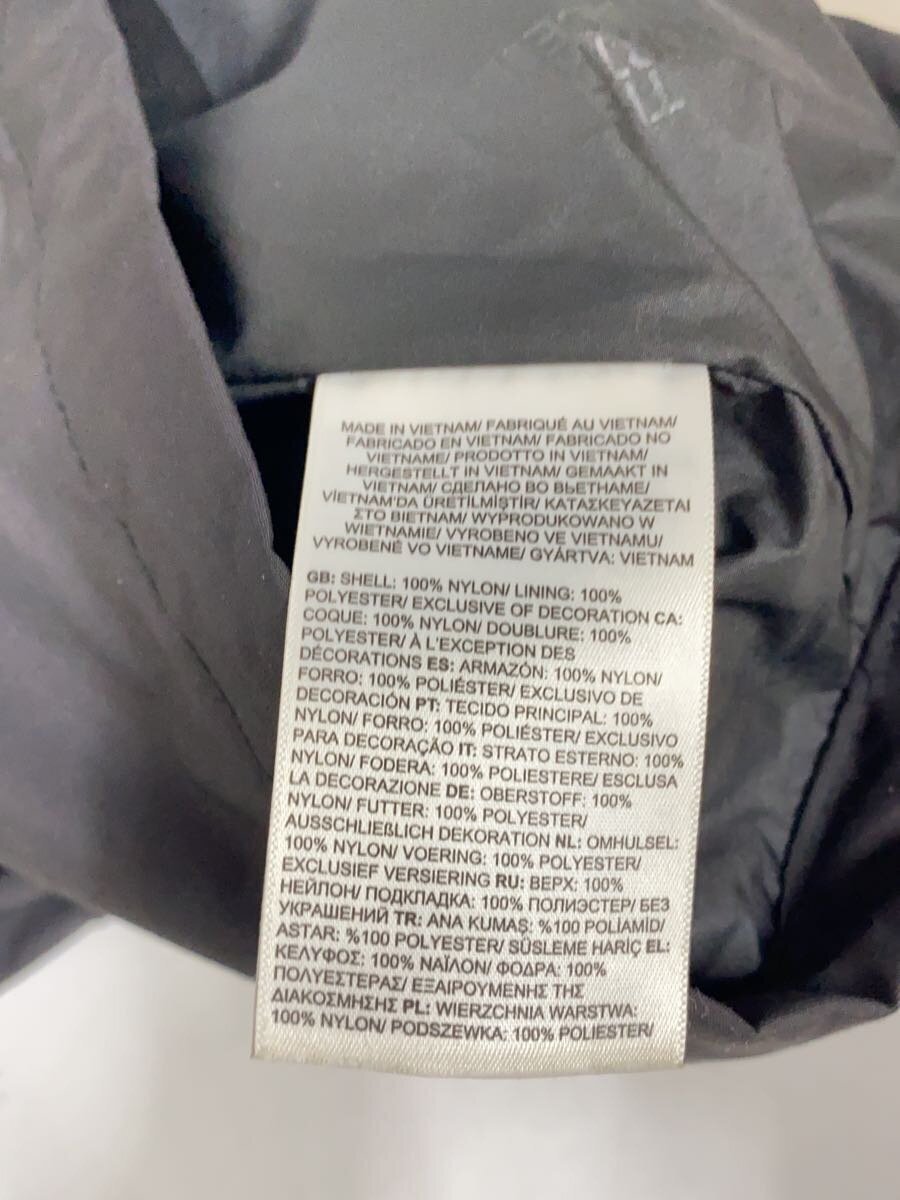 MADE IN VIETNAM/ FABRIQUÉ AU VIETNAM/
FABRICADO EN VIETNAM/ FABRICADO NO
VIETNAME/ PRODOTTO IN VIETNAM/
HERGESTELLT IN VIETNAM/ GEMAAKT IN
VIETNAM/ СДЕЛАНО ВО ВЬЕТНАМЕ/
VİETNAM'DA ÜRETİLMİŞTİR/ ΚΑΤΑΣΚΕΥΑΖΕΤΑΙ
ΣΤΟ ΒΙΕΤΝΑΜ/ WYPRODUKOWANO W
WIETNAMIE/ VYROBENO VE VIETNAMU/
VYROBENÉ VO VIETNAME/ GYÁRTVA: VIETNAM
GB: SHELL: 100% NYLON/ LINING: 100%
POLYESTER/ EXCLUSIVE OF DECORATION CA:
COQUE: 100% NYLON/ DOUBLURE: 100%
POLYESTER/ À L'EXCEPTION DES
DÉCORATIONS ES: ARMAZÓN: 100% NYLON/
FORRO: 100% POLIÉSTER/ EXCLUSIVO DE
DECORACIÓN PT: TECIDO PRINCIPAL: 100%
NYLON/ FORRO: 100% POLIÉSTER/ EXCLUSIVO
PARA DECORAÇÃO IT: STRATO ESTERNO: 100%
NYLON/ FODERA: 100% POLIESTERE/ ESCLUSA
LA DECORAZIONE DE: OBERSTOFF: 100%
NYLON/ FUTTER: 100% POLYESTER/
AUSSCHLIEßLICH DEKORATION NL: OMHULSEL:
100% NYLON/ VOERING: 100% POLYESTER/
EXCLUSIEF VERSIERING RU: ВЕРХ: 100%
НЕЙЛОН/ ПОДКЛАДКА: 100% ПОЛИЭСТЕР/ БЕЗ
УКРАШЕНИЙ TR: ANA KUMAS: %100 POLİAMİD/
ASTAR: %100 POLYESTER/ SÜSLEME HARİÇ EL:
ΚΕΛΥΦΟΣ: 100% ΝΑΪΛΟΝ/ ΦΟΔΡΑ: 100%
ΠΟΛΥΕΣΤΕΡΑΣ/ ΕΞΑΙΡΟΥΜΕΝΗΣ ΤΗΣ
ΔΙΑΚΟΣΜΗΣΗΣ PL: WIERZCHNIA WARSTWA:
100% NYLON/ PODSZEWKA: 100% POLIESTER/